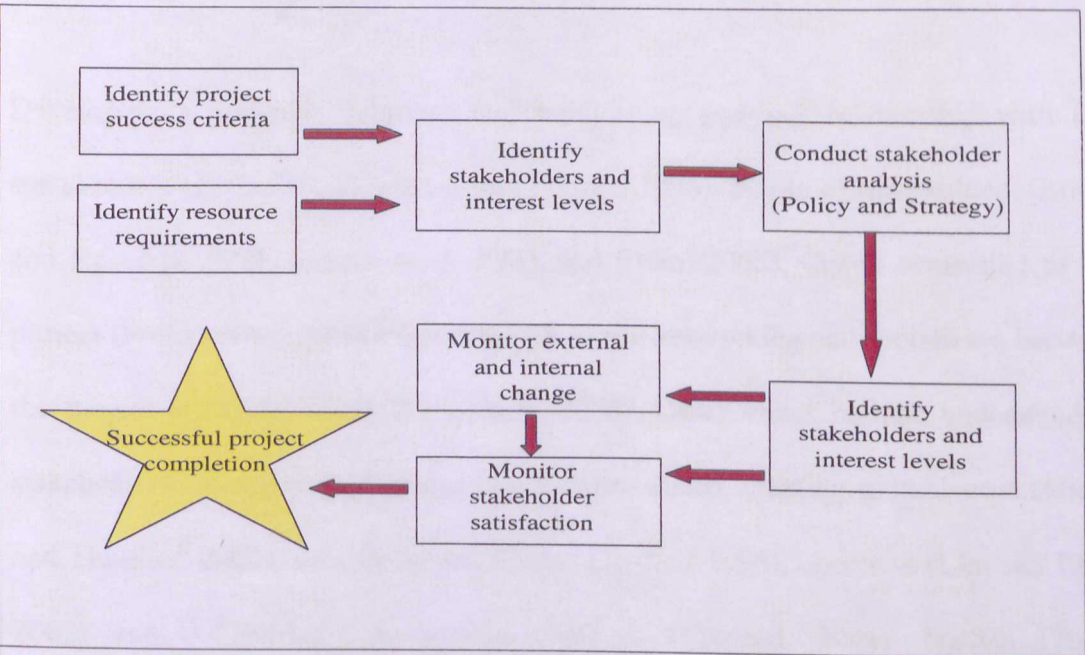 Identify project
success criteria
Identify resource
requirements
Identify
stakeholders and
interest levels
Conduct stakeholder
analysis
(Policy and Strategy)
Identify
stakeholders and
interest levels
Monitor external
and internal
change
Monitor
stakeholder
satisfaction
Successful project
completion